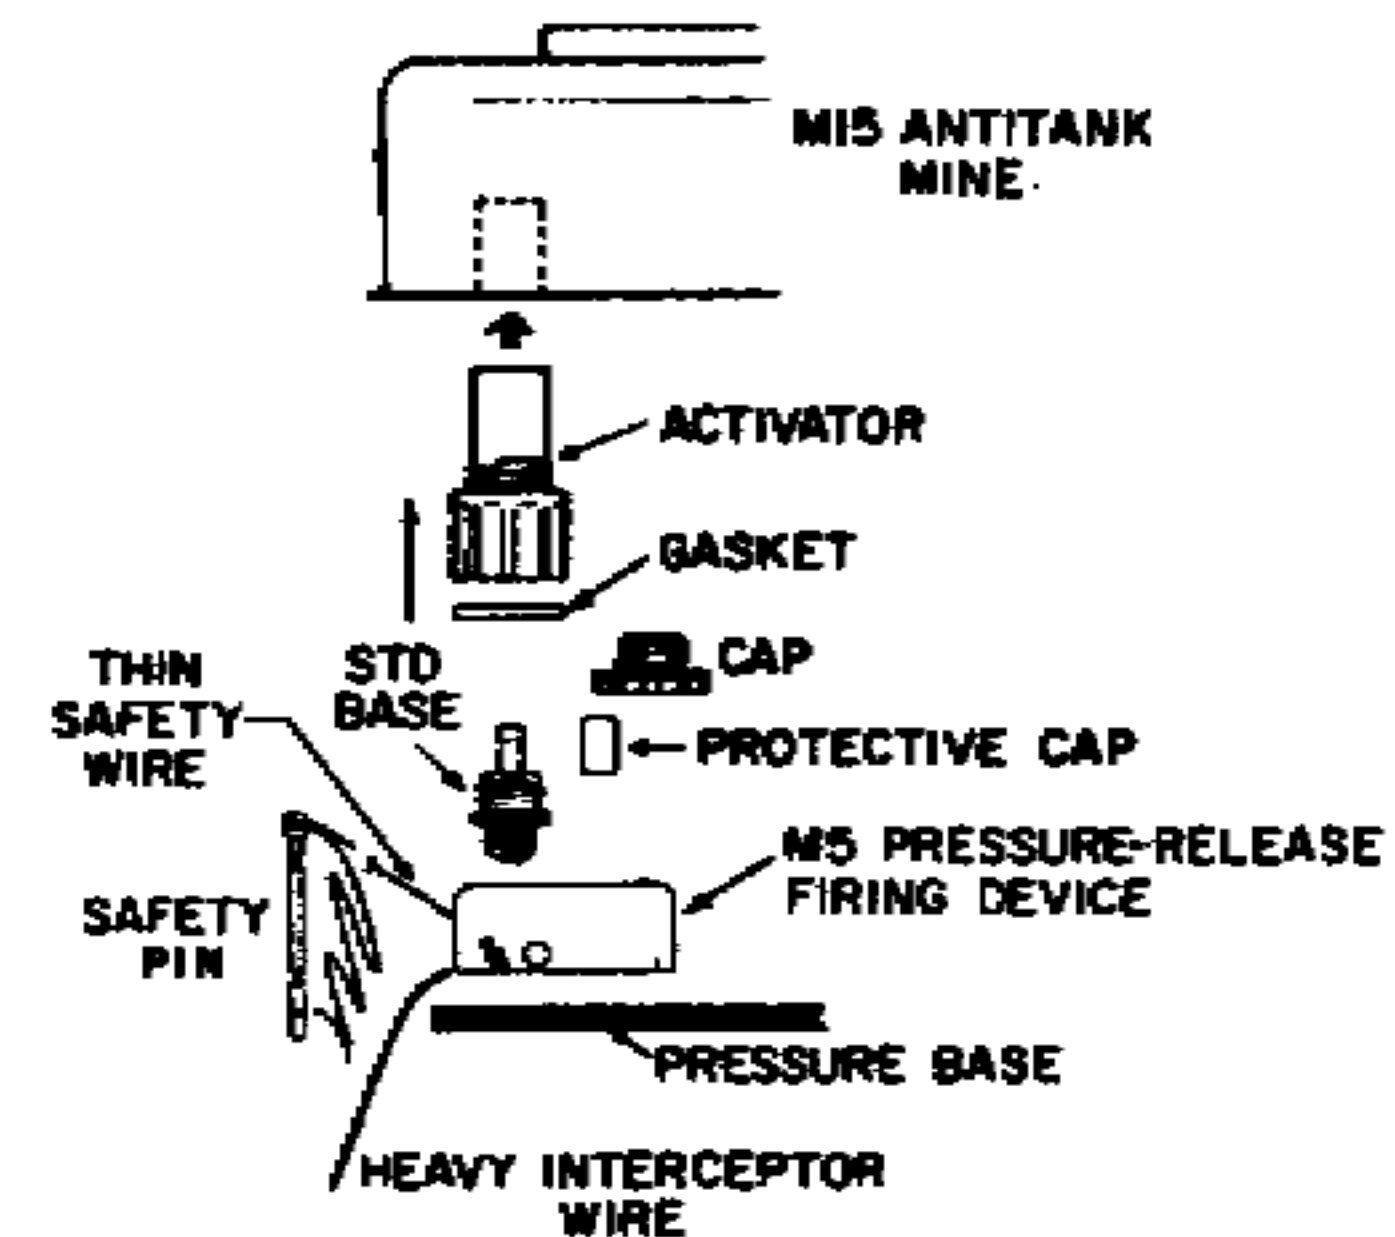 M15 ANTITANK
MINE
ACTIVATOR
GASKET
CAP
THIN
SAFETY
WIRE
STD
BASE
PROTECTIVE CAP
M5 PRESSURE-RELEASE
FIRING DEVICE
SAFETY
PIN
PRESSURE BASE
HEAVY INTERCEPTOR
WIRE